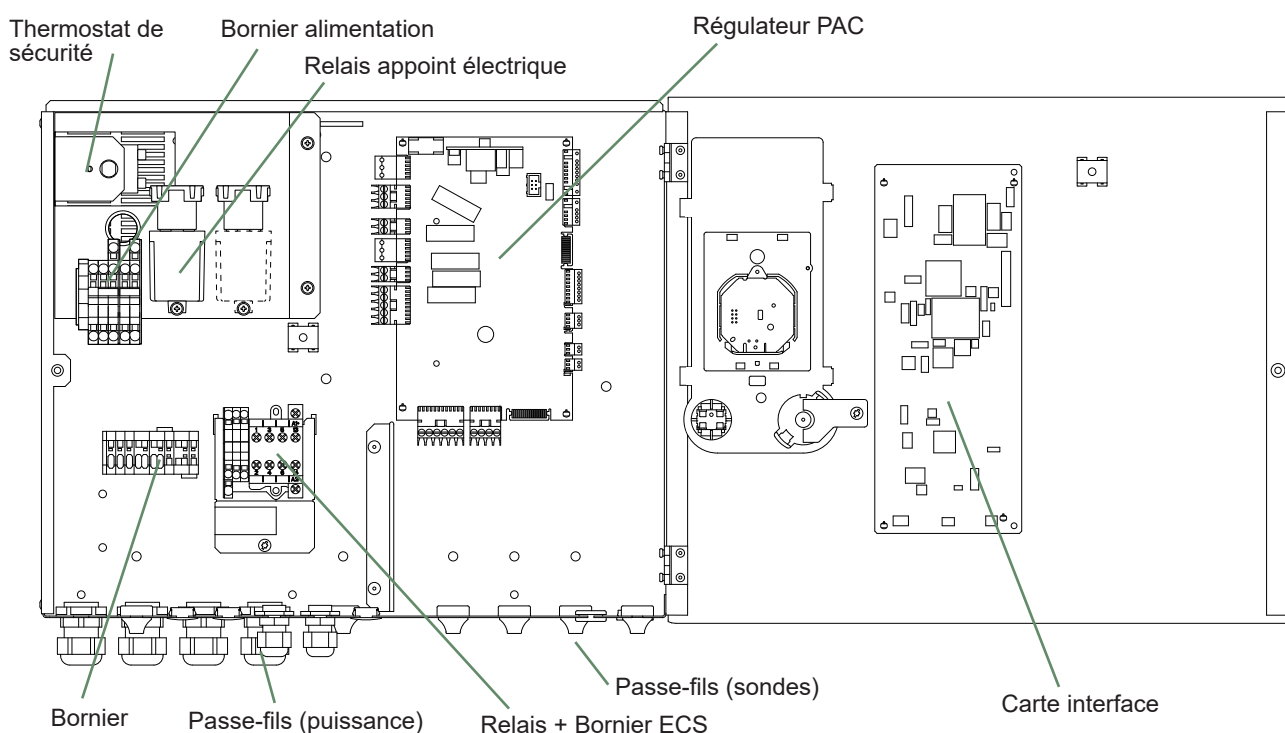 Thermostat de
sécurité
Bornier alimentation
Relais appoint électrique
Régulateur PAC
Bornier
Passe-fils (puissance)
Relais + Bornier ECS
Passe-fils (sondes)
Carte interface